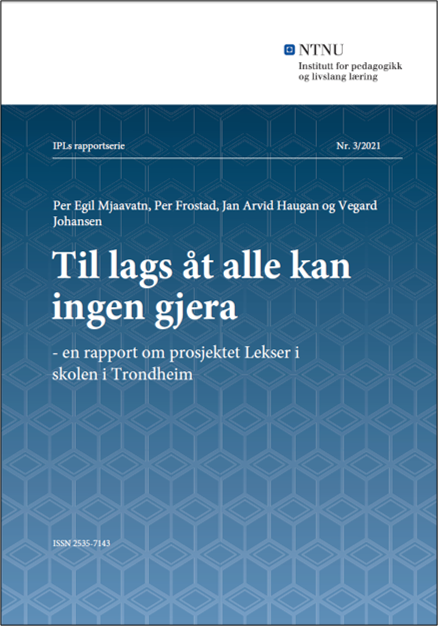 NTNU
Institutt for pedagogikk
og livslang læring
IPLs rapportserie
Nr. 3/2021
Per Egil Mjaavatn, Per Frostad, Jan Arvid Haugan og Vegard
Johansen
Til lags åt alle kan
ingen gjera
- en rapport om prosjektet Lekser i
skolen i Trondheim
ISSN 2535-7143